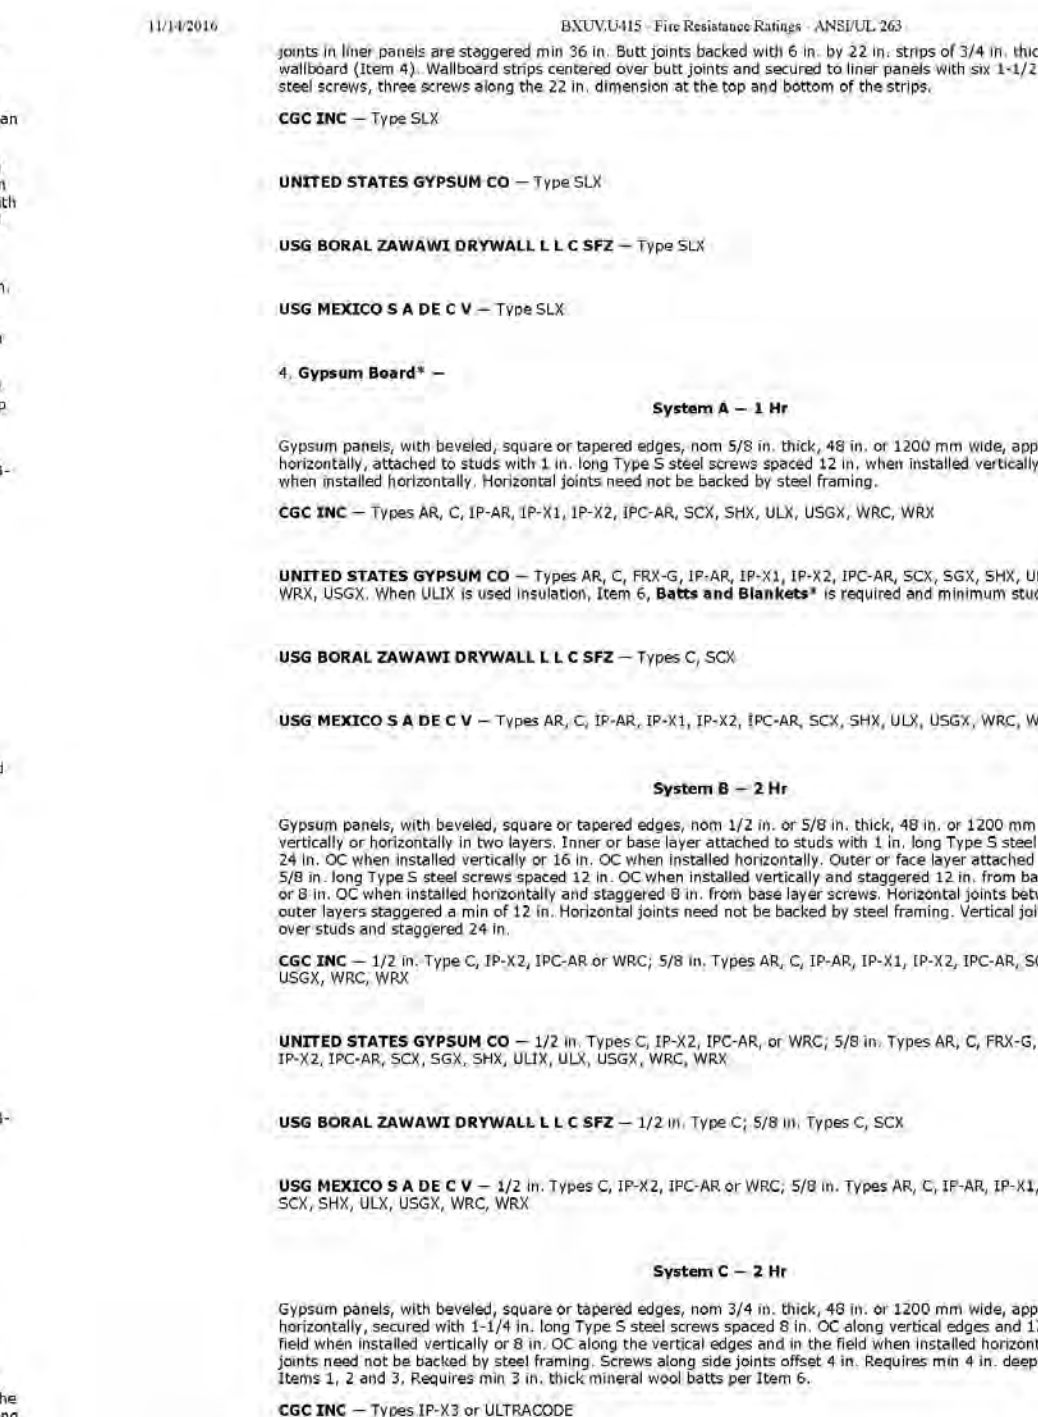 an
n
ith
n.
p
11/14/2016 BXUV.U415 - Fire Resistance Ratings - ANSI/UL 263
joints in liner panels are staggered min 36 in. Butt joints backed with 6 in. by 22 in. strips of 3/4 in. thic
wallboard (Item 4). Wallboard strips centered over butt joints and secured to liner panels with six 1-1/2
steel screws, three screws along the 22 in. dimension at the top and bottom of the strips.
CGC INC — Type SLX
UNITED STATES GYPSUM CO — Type SLX
USG BORAL ZAWAWI DRYWALL L L C SFZ — Type SLX
USG MEXICO S A DE C V — Type SLX
4. Gypsum Board* —
System A — 1 Hr
Gypsum panels, with beveled, square or tapered edges, nom 5/8 in. thick, 48 in. or 1200 mm wide, app
horizontally, attached to studs with 1 in. long Type S steel screws spaced 12 in. when installed vertically
when installed horizontally. Horizontal joints need not be backed by steel framing.
CGC INC — Types AR, C, IP-AR, IP-X1, IP-X2, IPC-AR, SCX, SHX, ULX, USGX, WRC, WRX
UNITED STATES GYPSUM CO — Types AR, C, FRX-G, IP-AR, IP-X1, IP-X2, IPC-AR, SCX, SGX, SHX, U
WRX, USGX. When ULIX is used insulation, Item 6, Batts and Blankets* is required and minimum stu
USG BORAL ZAWAWI DRYWALL L L C SFZ — Types C, SCX
USG MEXICO S A DE C V — Types AR, C, IP-AR, IP-X1, IP-X2, IPC-AR, SCX, SHX, ULX, USGX, WRC, W
System B — 2 Hr
Gypsum panels, with beveled, square or tapered edges, nom 1/2 in. or 5/8 in. thick, 48 in. or 1200 mm
vertically or horizontally in two layers. Inner or base layer attached to studs with 1 in. long Type S steel
24 in. OC when installed vertically or 16 in. OC when installed horizontally. Outer or face layer attached
5/8 in. long Type S steel screws spaced 12 in. OC when installed vertically and staggered 12 in. from ba
or 8 in. OC when installed horizontally and staggered 8 in. from base layer screws. Horizontal joints bet
outer layers staggered a min of 12 in. Horizontal joints need not be backed by steel framing. Vertical joi
over studs and staggered 24 in.
CGC INC — 1/2 in. Type C, IP-X2, IPC-AR or WRC; 5/8 in. Types AR, C, IP-AR, IP-X1, IP-X2, IPC-AR, S
USGX, WRC, WRX
UNITED STATES GYPSUM CO — 1/2 in. Types C, IP-X2, IPC-AR, or WRC; 5/8 in. Types AR, C, FRX-G,
IP-X2, IPC-AR, SCX, SGX, SHX, ULIX, ULX, USGX, WRC, WRX
USG BORAL ZAWAWI DRYWALL L L C SFZ — 1/2 in. Type C; 5/8 in. Types C, SCX
USG MEXICO S A DE C V — 1/2 in. Types C, IP-X2, IPC-AR or WRC; 5/8 in. Types AR, C, IP-AR, IP-X1,
SCX, SHX, ULX, USGX, WRC, WRX
System C — 2 Hr
Gypsum panels, with beveled, square or tapered edges, nom 3/4 in. thick, 48 in. or 1200 mm wide, app
horizontally, secured with 1-1/4 in. long Type S steel screws spaced 8 in. OC along vertical edges and 1
field when installed vertically or 8 in. OC along the vertical edges and in the field when installed horizont
joints need not be backed by steel framing. Screws along side joints offset 4 in. Requires min 4 in. deep
Items 1, 2 and 3. Requires min 3 in. thick mineral wool batts per Item 6.
he
CGC INC — Types IP-X3 or ULTRACODE